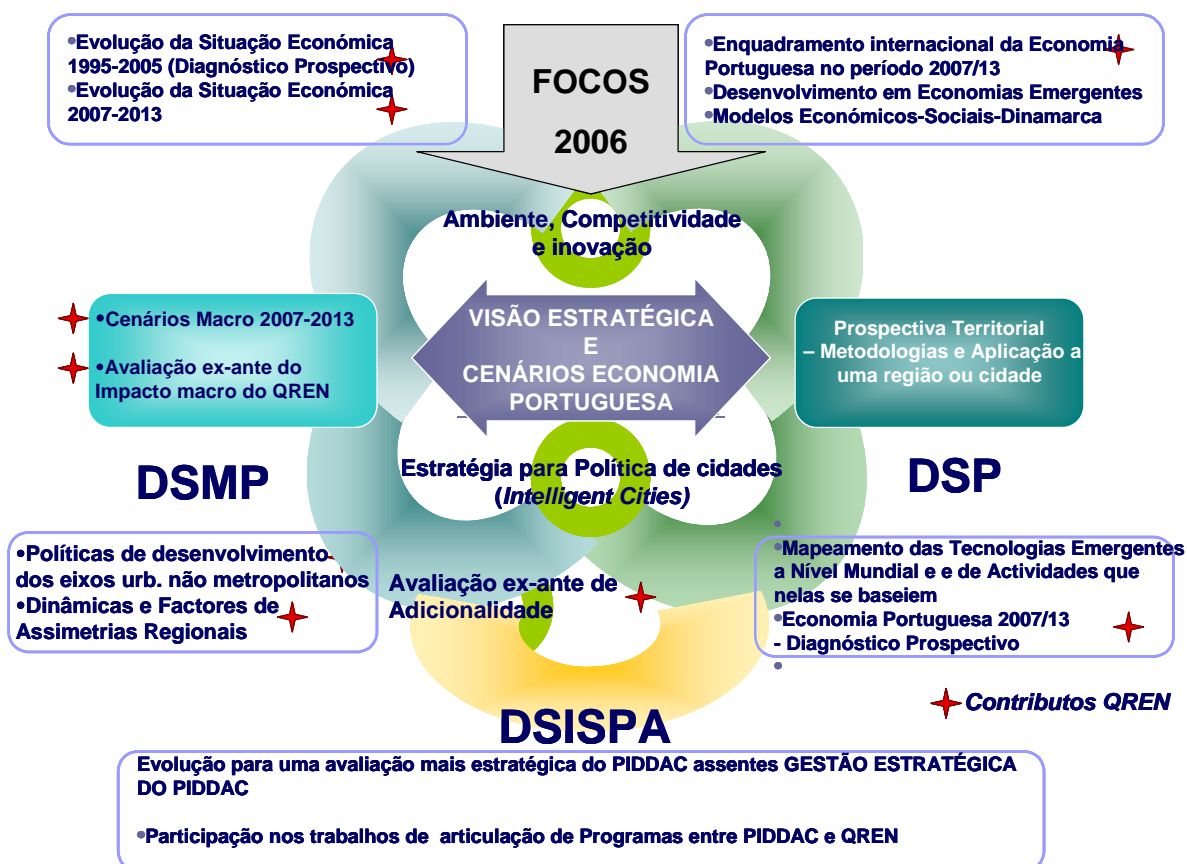 •Evolução da Situação Económica
1995-2005 (Diagnóstico Prospectivo)
•Evolução da Situação Económica
2007-2013
FOCOS
2006
•Enquadramento internacional da Economia
Portuguesa no período 2007/13
•Desenvolvimento em Economias Emergentes
•Modelos Económicos-Sociais-Dinamarca
Ambiente, Competitividade
e inovação
•Cenários Macro 2007-2013
•Avaliação ex-ante do
Impacto macro do QREN
VISÃO ESTRATÉGICA
E
CENÁRIOS ECONOMIA
PORTUGUESA
Prospectiva Territorial
– Metodologias e Aplicação a
uma região ou cidade
DSMP
Estratégia para Política de cidades
(Intelligent Cities)
DSP
•Políticas de desenvolvimento
dos eixos urb. não metropolitanos
•Dinâmicas e Factores de
Assimetrias Regionais
Avaliação ex-ante de
Adicionalidade
•
•Mapeamento das Tecnologias Emergentes
a Nível Mundial e e de Actividades que
nelas se baseiem
•Economia Portuguesa 2007/13
- Diagnóstico Prospectivo
•
Contributos QREN
DSISPA
Evolução para uma avaliação mais estratégica do PIDDAC assentes GESTÃO ESTRATÉGICA
DO PIDDAC
•Participação nos trabalhos de articulação de Programas entre PIDDAC e QREN